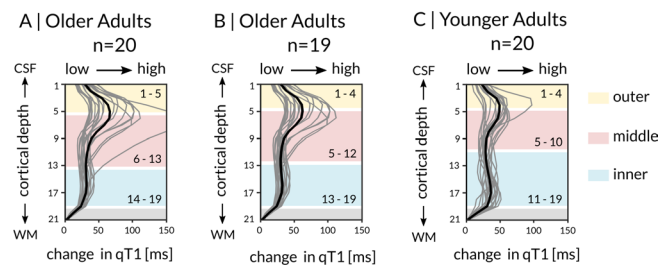 A | Older Adults
n=20
CSF
low → high
1
5
9
13
17
21
cortical depth
WM
1 - 5
6 - 13
14 - 19
0 50 100 150
change in qT1 [ms]
B | Older Adults
n=19
CSF
low → high
1
5
9
13
17
21
cortical depth
WM
1 - 4
5 - 12
13 - 19
0 50 100 150
change in qT1 [ms]
C | Younger Adults
n=20
CSF
low → high
1
5
9
13
17
21
cortical depth
WM
1 - 4
5 - 10
11 - 19
0 50 100 150
change in qT1 [ms]
outer
middle
inner